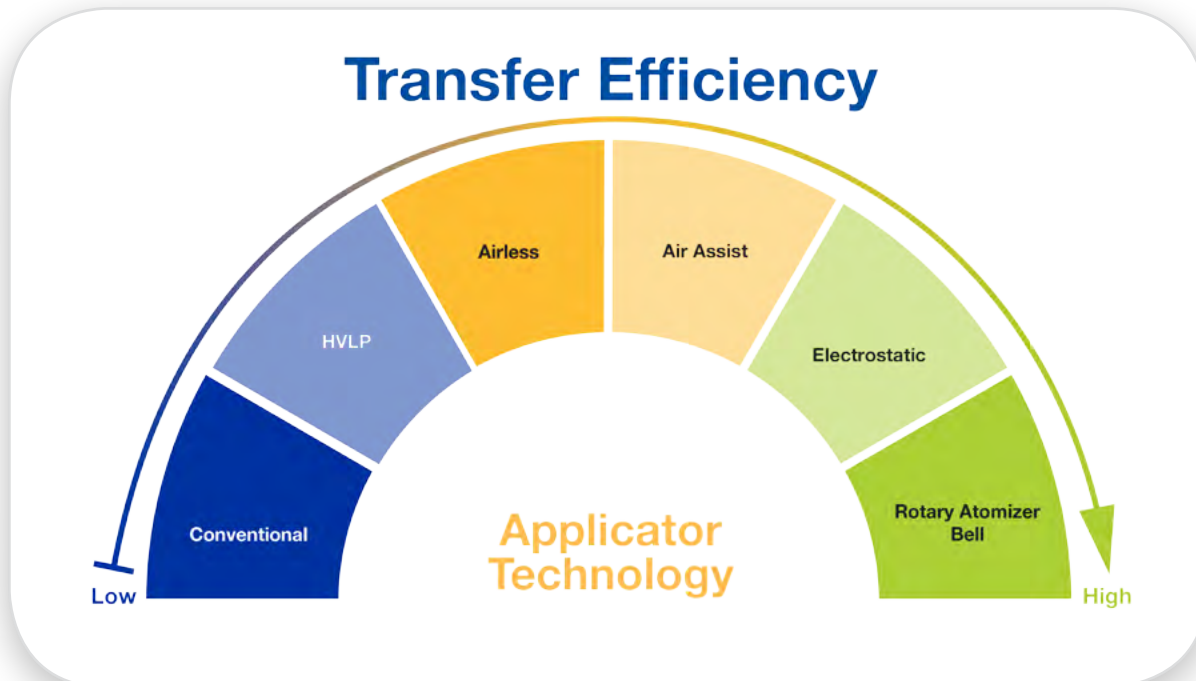 Transfer Efficiency
Airless
Air Assist
HVLP
Electrostatic
Conventional
Rotary Atomizer
Bell
Applicator
Technology
Low
High